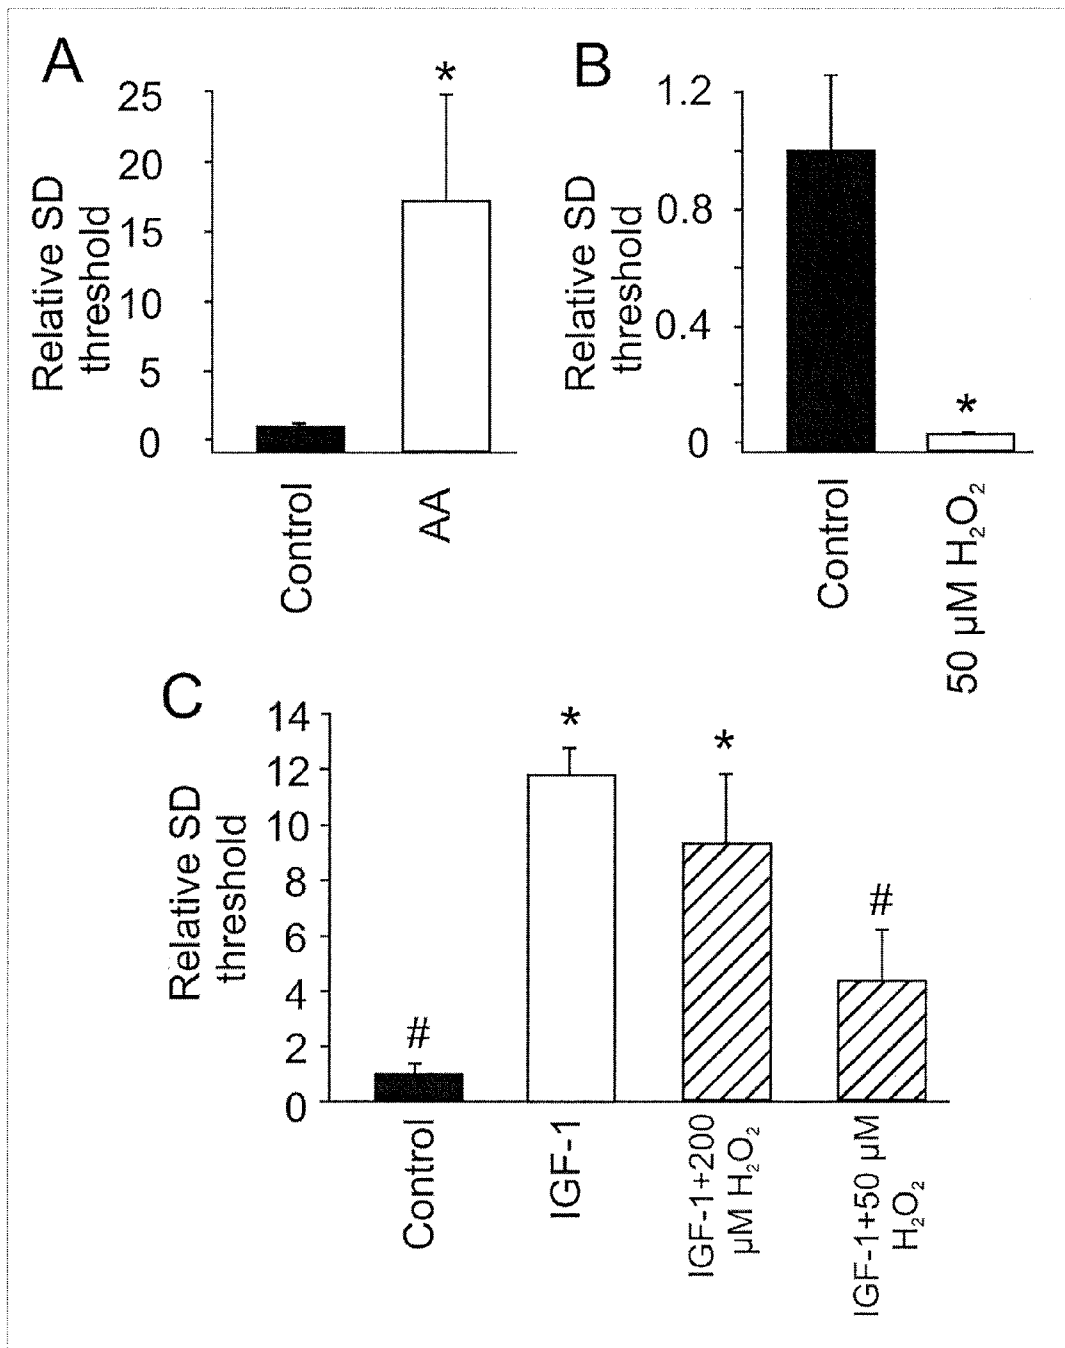 A
Relative SD
threshold
25
20
15
10
5
0
*
Control
AA
B
Relative SD
threshold
1.2
0.8
0.4
0
*
Control
50 µM H₂O₂
C
Relative SD
threshold
14
12
10
8
6
4
2
0
#
*
*
#
Control
IGF-1
IGF-1+200
µM H₂O₂
IGF-1+50 µM
H₂O₂